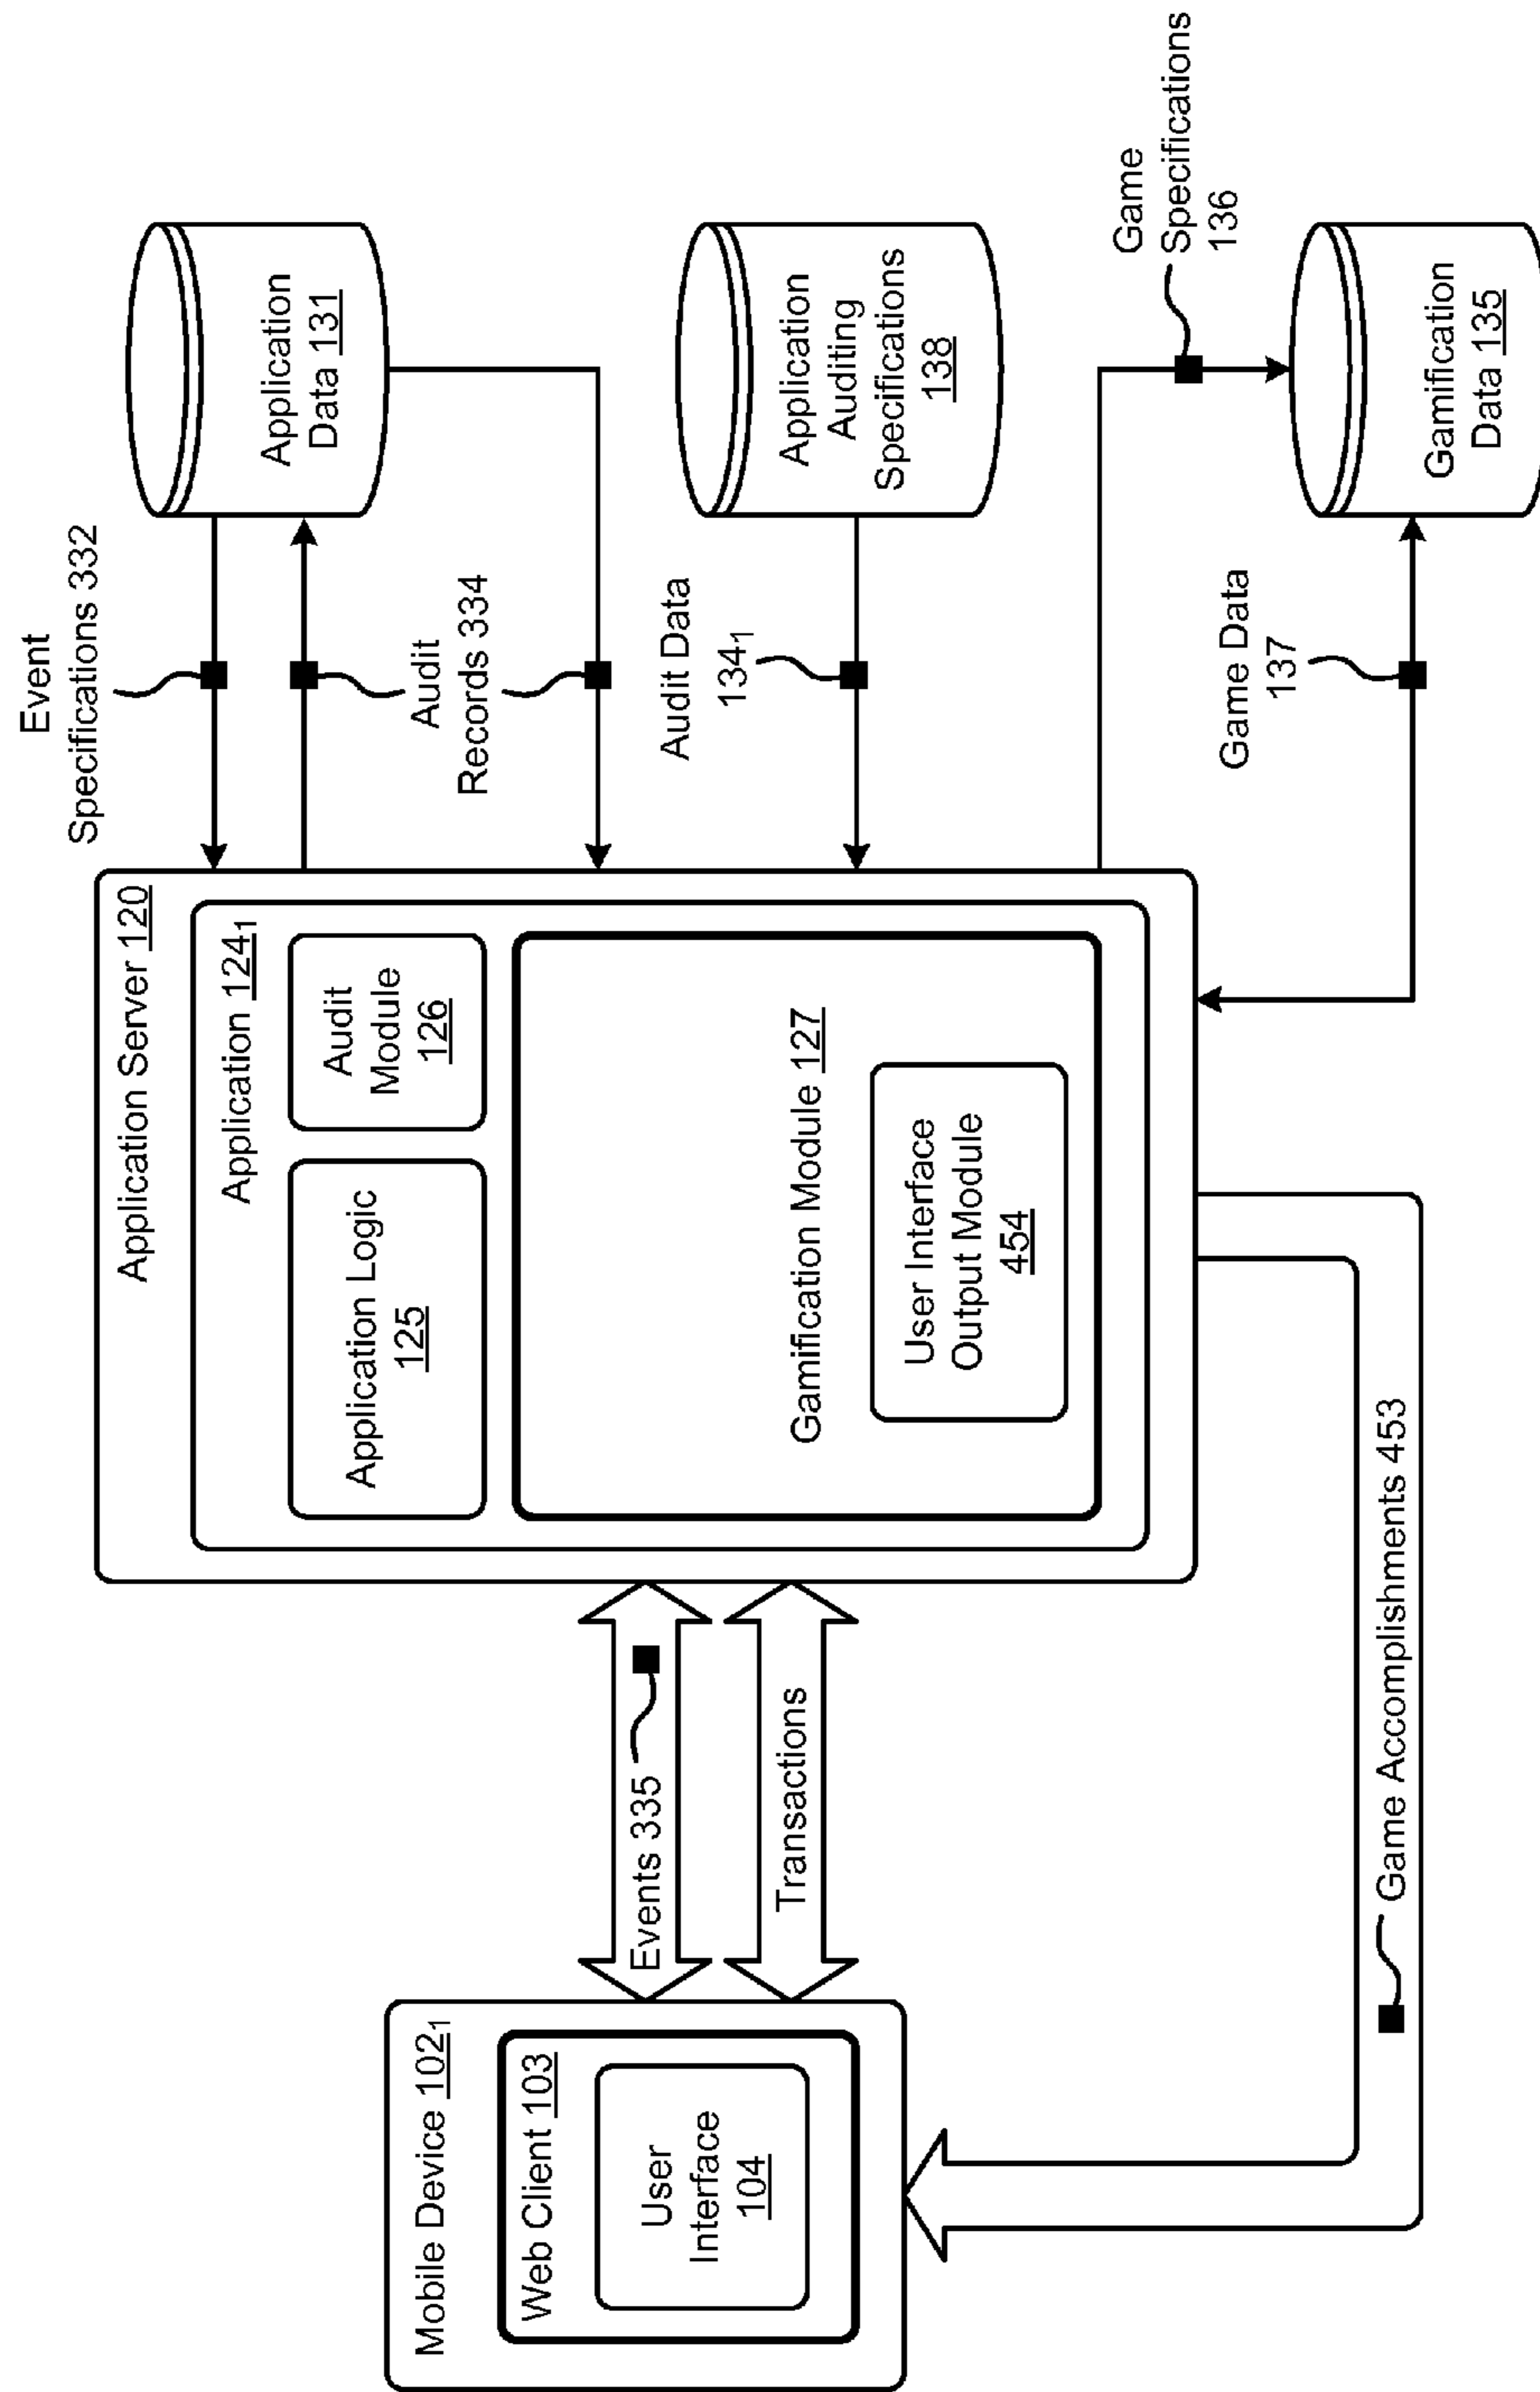 Mobile Device 102₁
Web Client 103
User
Interface
104
Events 335
Transactions
Game Accomplishments 453
Application Server 120
Application 124₁
Application Logic
125
Audit
Module
126
Gamification Module 127
User Interface
Output Module
454
Event
Specifications 332
Audit
Records 334
Audit Data
134₁
Game Data
137
Game
Specifications
136
Application
Data 131
Application
Auditing
Specifications
138
Gamification
Data 135